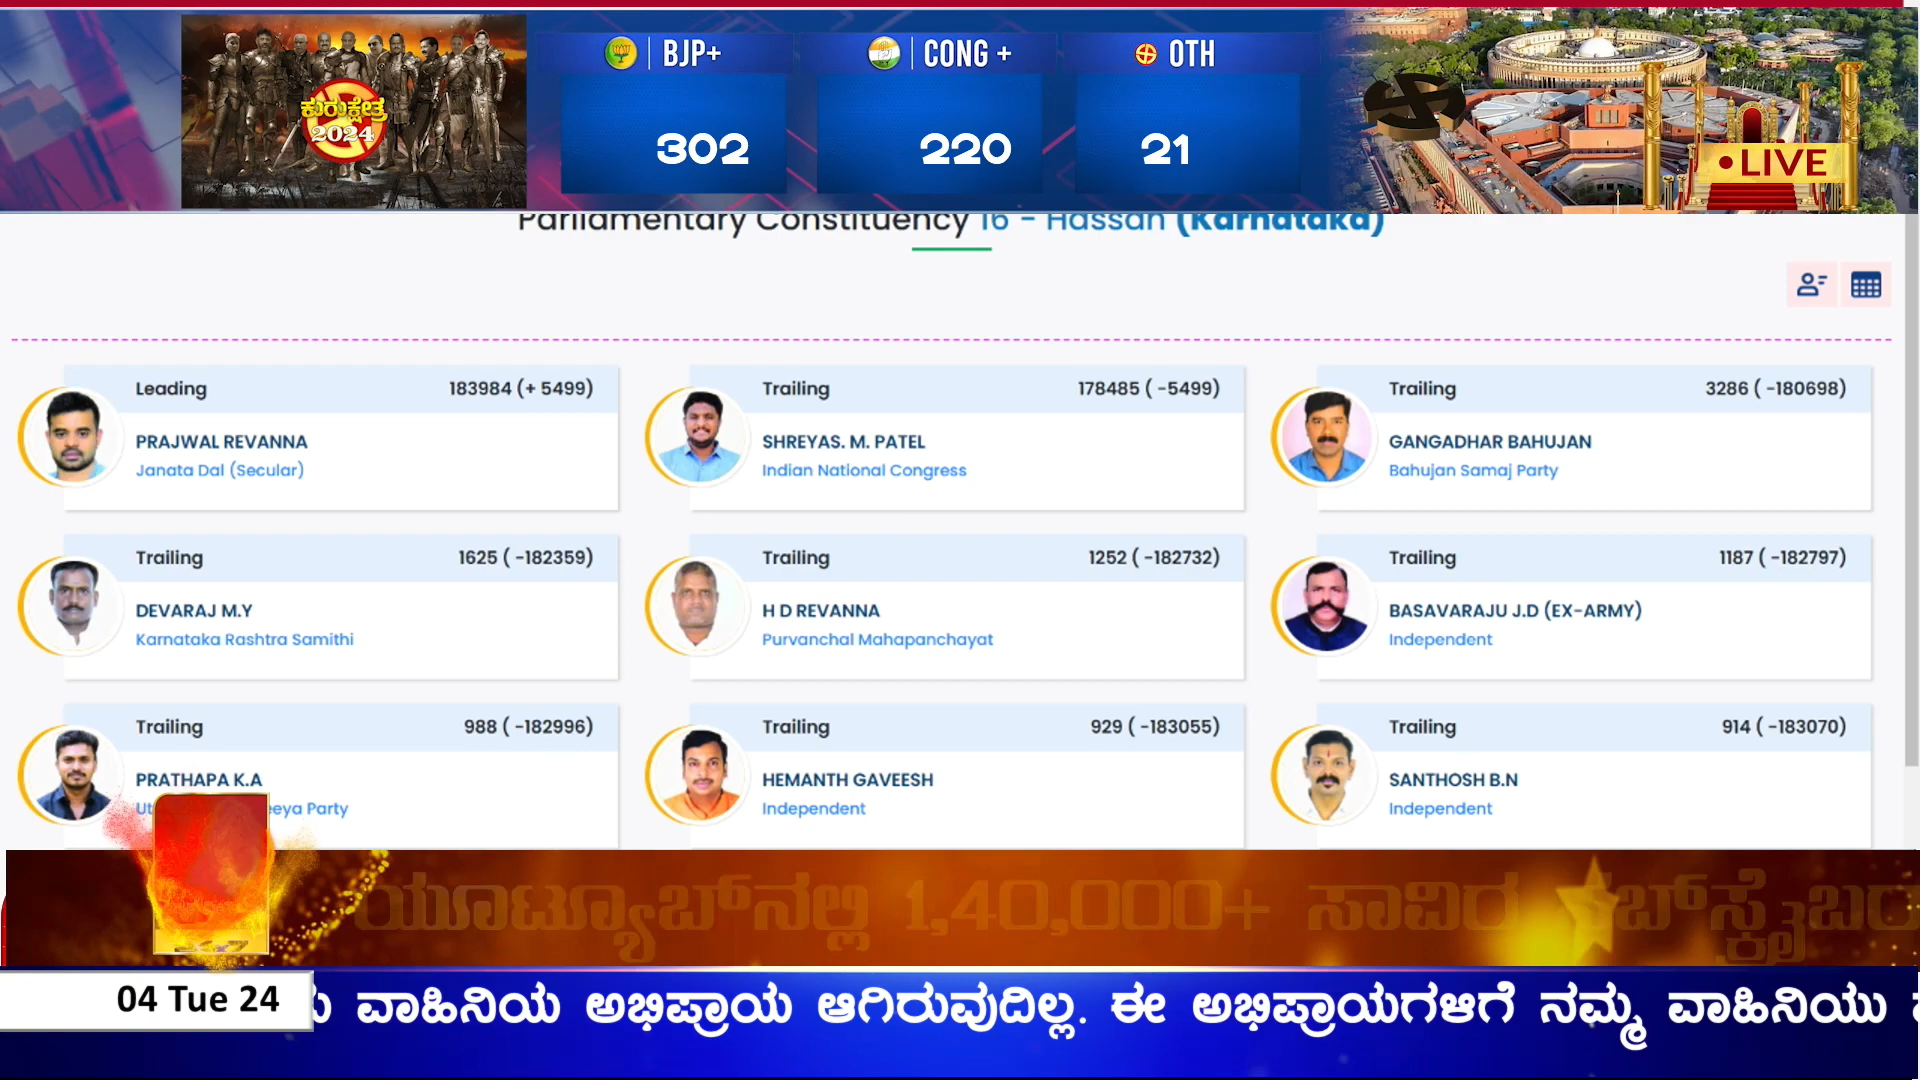 BJP+
CONG +
OTH
ಕುರುಕ್ಷೇತ್ರ
2024
302
220
21
LIVE
Parliamentary Constituency 16 - Hassan (Karnataka)
Leading 183984 (+ 5499)
PRAJWAL REVANNA
Janata Dal (Secular)
Trailing 178485 ( -5499)
SHREYAS. M. PATEL
Indian National Congress
Trailing 3286 ( -180698)
GANGADHAR BAHUJAN
Bahujan Samaj Party
Trailing 1625 ( -182359)
DEVARAJ M.Y
Karnataka Rashtra Samithi
Trailing 1252 ( -182732)
H D REVANNA
Purvanchal Mahapanchayat
Trailing 1187 ( -182797)
BASAVARAJU J.D (EX-ARMY)
Independent
Trailing 988 ( -182996)
PRATHAPA K.A
Party
Trailing 929 ( -183055)
HEMANTH GAVEESH
Independent
Trailing 914 ( -183070)
SANTHOSH B.N
Independent
ಯೂಟ್ಯೂಬ್‌ನಲ್ಲಿ 1,40,000+ ಸಾವಿರ
04 Tue 24
ವಾಹಿನಿಯ ಅಭಿಪ್ರಾಯ ಆಗಿರುವುದಿಲ್ಲ. ಈ ಅಭಿಪ್ರಾಯಗಳಿಗೆ ನಮ್ಮ ವಾಹಿನಿಯು